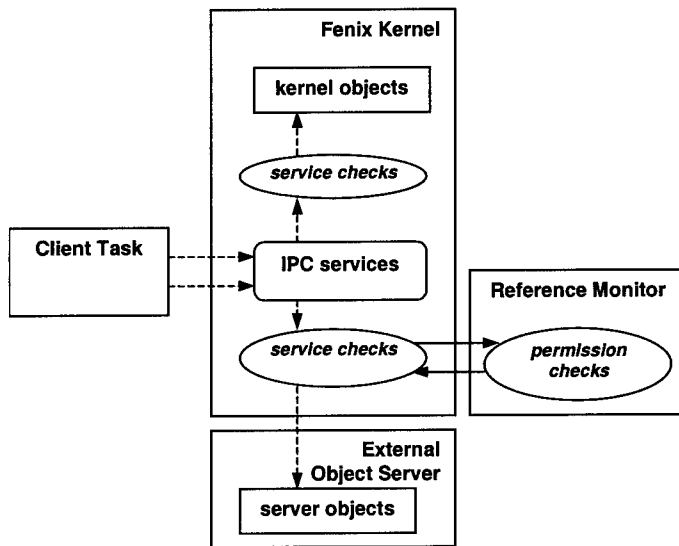 Fenix Kernel
kernel objects
service checks
Client Task
IPC services
Reference Monitor
service checks
permission
checks
External
Object Server
server objects